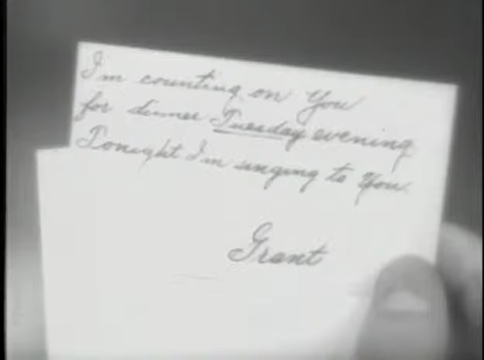 I'm counting on You
for dinner Tuesday evening
Tonight I'm singing to You.
Grant